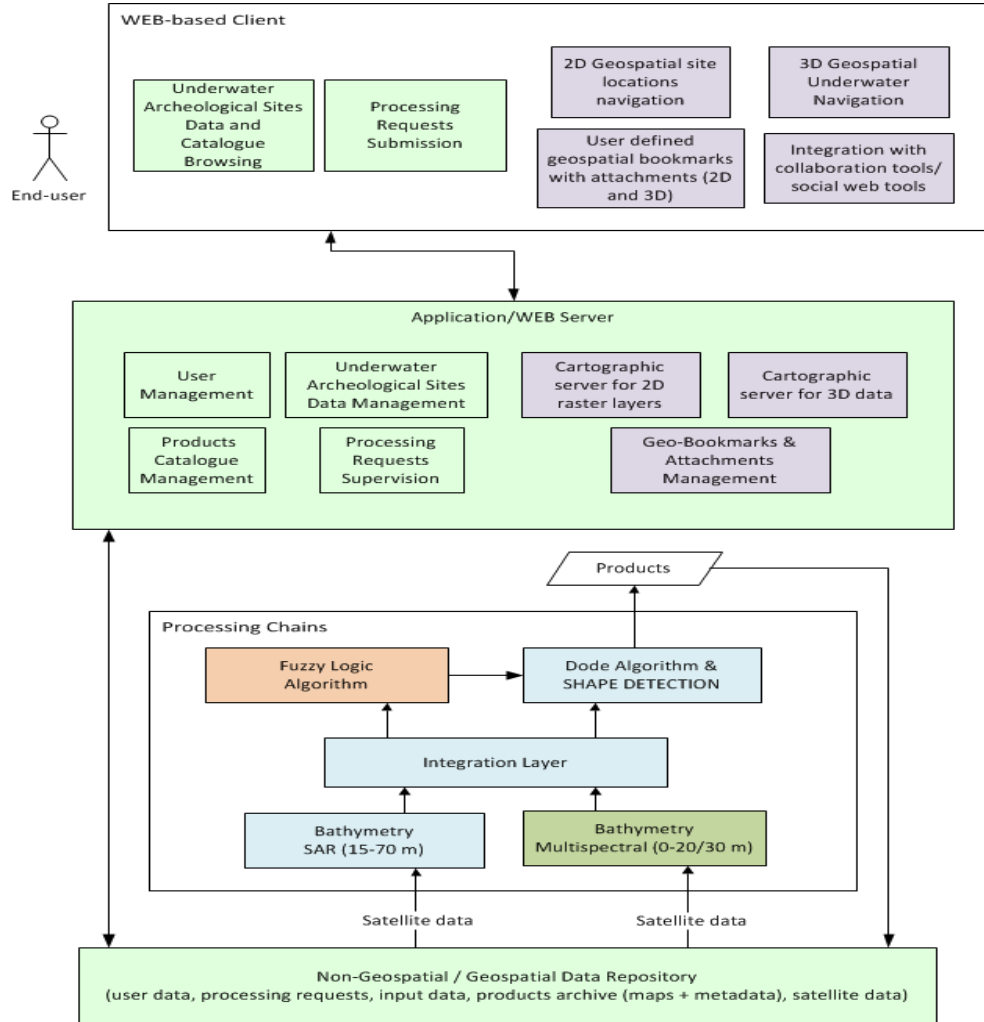 WEB-based Client
Underwater
Archeological Sites
Data and
Catalogue
Browsing
Processing
Requests
Submission
2D Geospatial site
locations
navigation
3D Geospatial
Underwater
Navigation
User defined
geospatial bookmarks
with attachments (2D
and 3D)
Integration with
collaboration tools/
social web tools
End-user
Application/WEB Server
User
Management
Underwater
Archeological Sites
Data Management
Cartographic
server for 2D
raster layers
Cartographic
server for 3D data
Products
Catalogue
Management
Processing
Requests
Supervision
Geo-Bookmarks &
Attachments
Management
Products
Processing Chains
Fuzzy Logic
Algorithm
Dode Algorithm &
SHAPE DETECTION
Integration Layer
Bathymetry
SAR (15-70 m)
Bathymetry
Multispectral (0-20/30 m)
Satellite data
Satellite data
Non-Geospatial / Geospatial Data Repository
(user data, processing requests, input data, products archive (maps + metadata), satellite data)